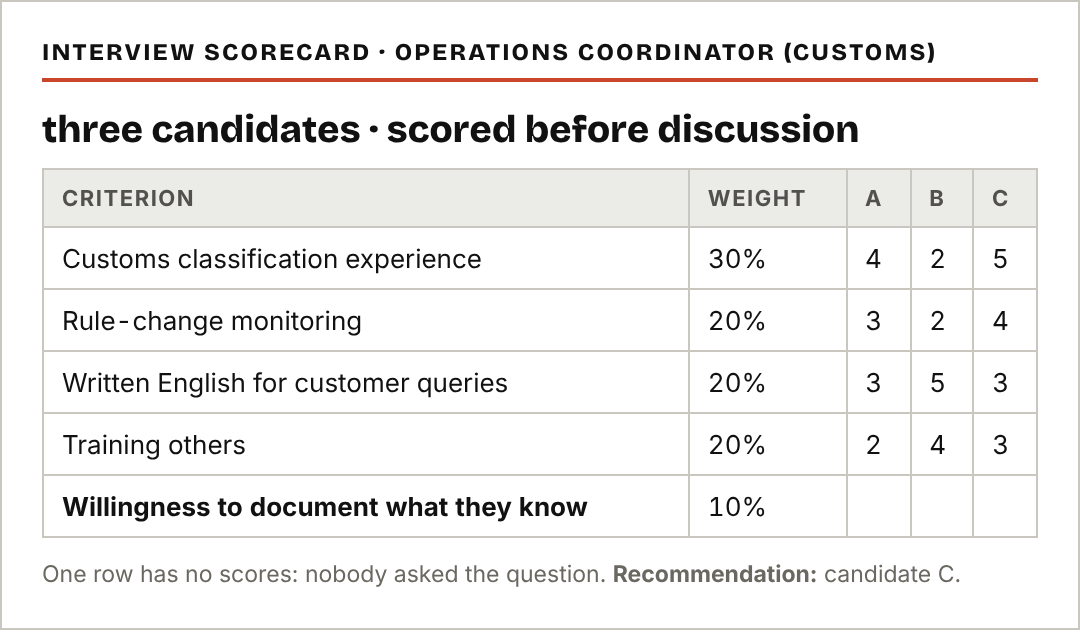 INTERVIEW SCORECARD · OPERATIONS COORDINATOR (CUSTOMS)
three candidates · scored before discussion
CRITERION WEIGHT A B C
Customs classification experience 30% 4 2 5
Rule-change monitoring 20% 3 2 4
Written English for customer queries 20% 3 5 3
Training others 20% 2 4 3
Willingness to document what they know 10%
One row has no scores: nobody asked the question. Recommendation: candidate C.